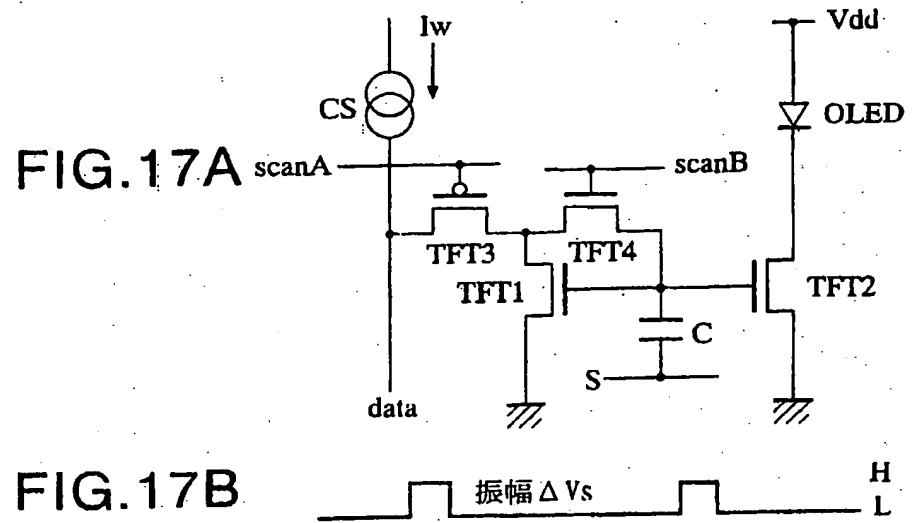 Iw
Vdd
CS
OLED
FIG.17A
scanA
scanB
TFT3
TFT4
TFT1
TFT2
C
S
data
FIG.17B
振幅ΔVs
H
L